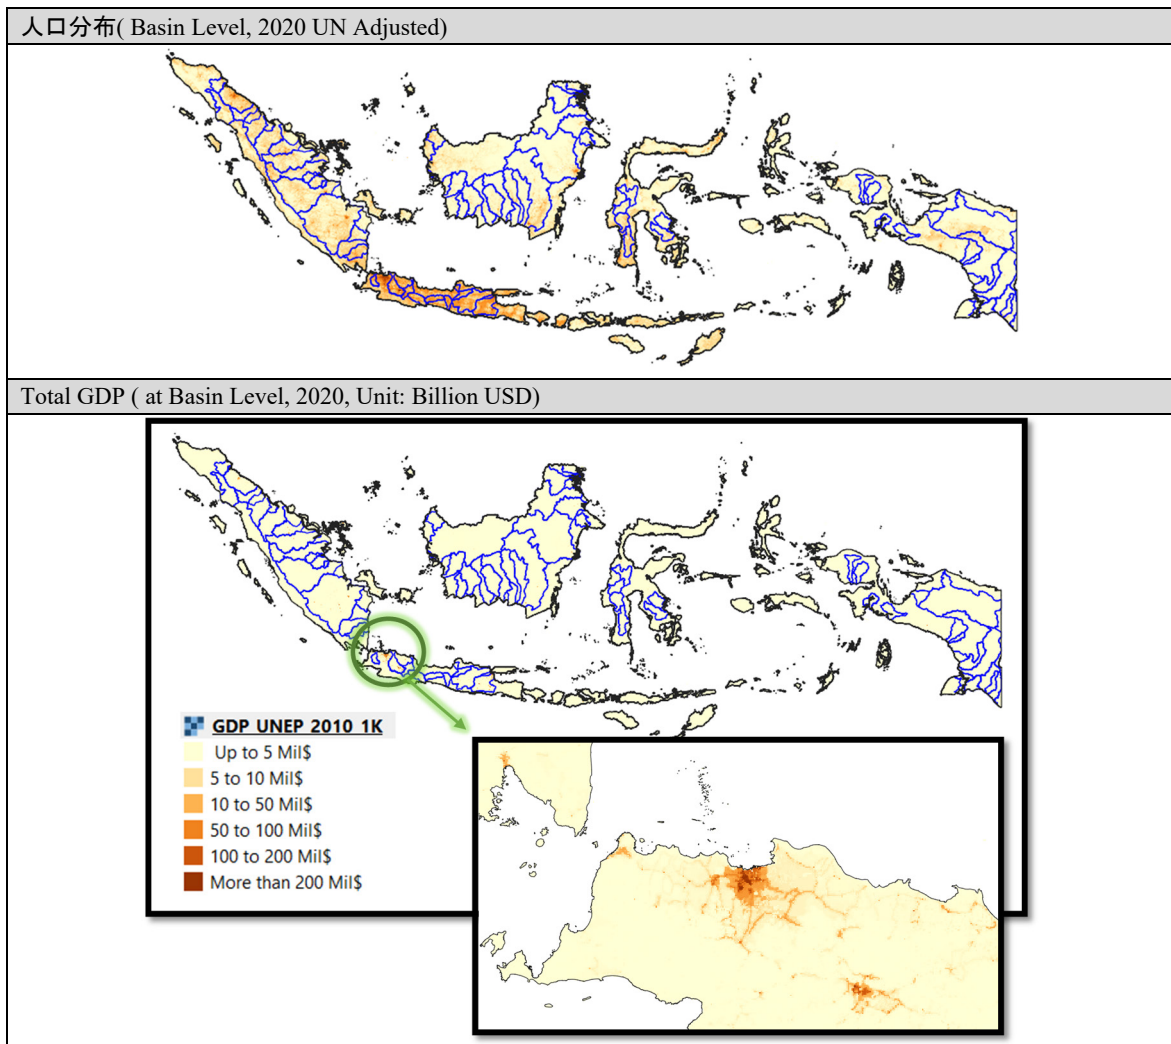 人口分布( Basin Level, 2020 UN Adjusted)
Total GDP ( at Basin Level, 2020, Unit: Billion USD)
GDP UNEP 2010 1K
Up to 5 Mil$
5 to 10 Mil$
10 to 50 Mil$
50 to 100 Mil$
100 to 200 Mil$
More than 200 Mil$